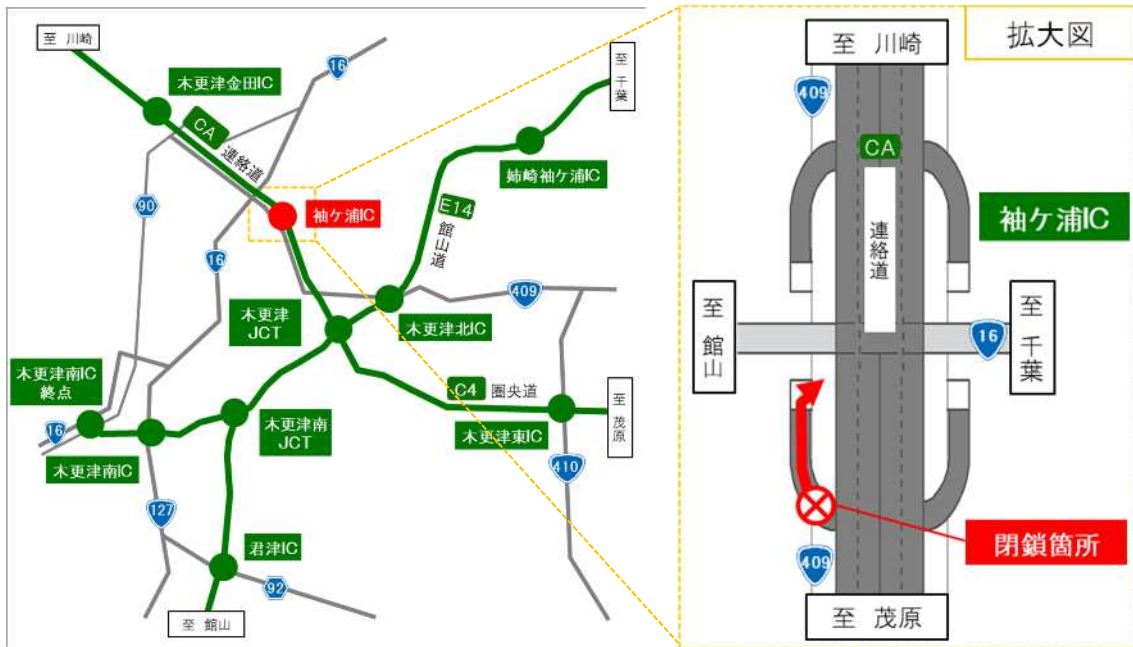 至 川崎
木更津金田IC
16
至 千葉
CA
連絡道
姉崎袖ケ浦IC
90
袖ケ浦IC
E14
館山道
16
409
木更津
JCT
木更津北IC
木更津南IC
終点
C4
圏央道
至 茂原
16
木更津南
JCT
木更津東IC
木更津南IC
410
127
君津IC
92
至 館山
拡大図
至 川崎
409
CA
連絡道
袖ケ浦IC
至 館山
16
至 千葉
閉鎖箇所
409
至 茂原